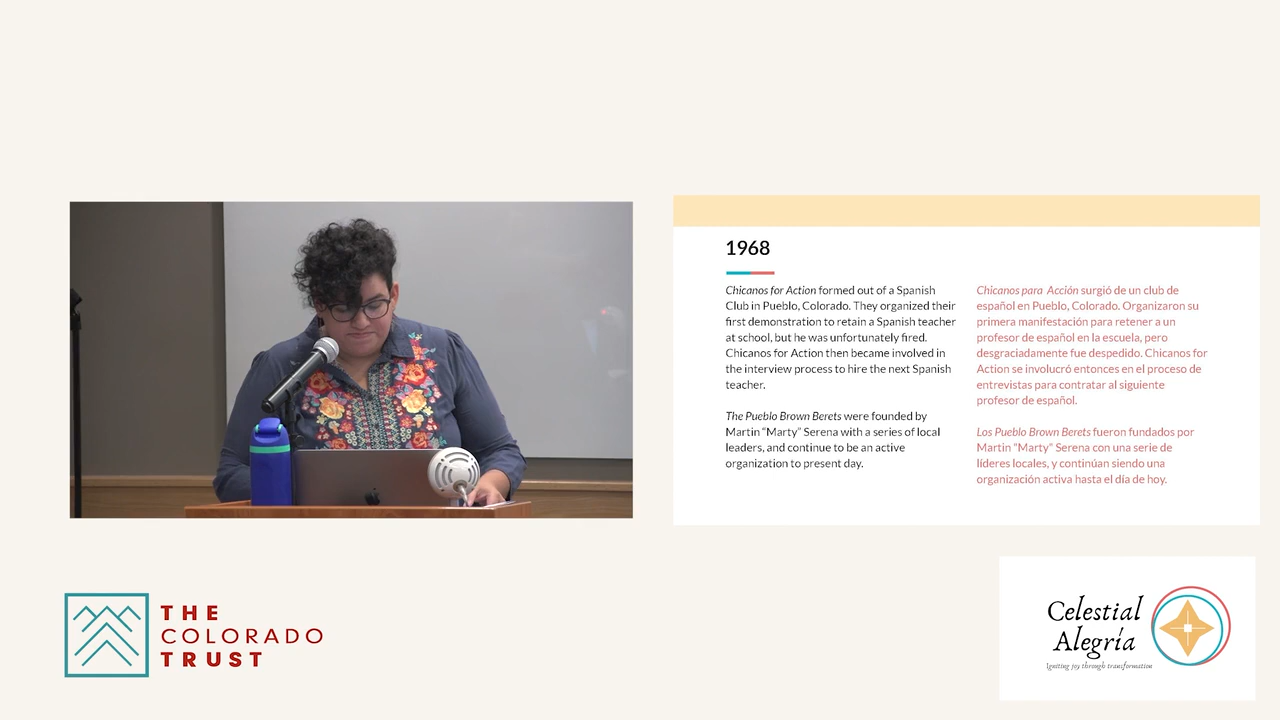 1968
Chicanos for Action formed out of a Spanish
Club in Pueblo, Colorado. They organized their
first demonstration to retain a Spanish teacher
at school, but he was unfortunately fired.
Chicanos for Action then became involved in
the interview process to hire the next Spanish
teacher.
The Pueblo Brown Berets were founded by
Martin “Marty” Serena with a series of local
leaders, and continue to be an active
organization to present day.
Chicanos para Acción surgió de un club de
español en Pueblo, Colorado. Organizaron su
primera manifestación para retener a un
profesor de español en la escuela, pero
desgraciadamente fue despedido. Chicanos for
Action se involucró entonces en el proceso de
entrevistas para contratar al siguiente
profesor de español.
Los Pueblo Brown Berets fueron fundados por
Martin “Marty” Serena con una serie de
líderes locales, y continúan siendo una
organización activa hasta el día de hoy.
THE
COLORADO
TRUST
Celestial
Alegría
Igniting joy through transformation